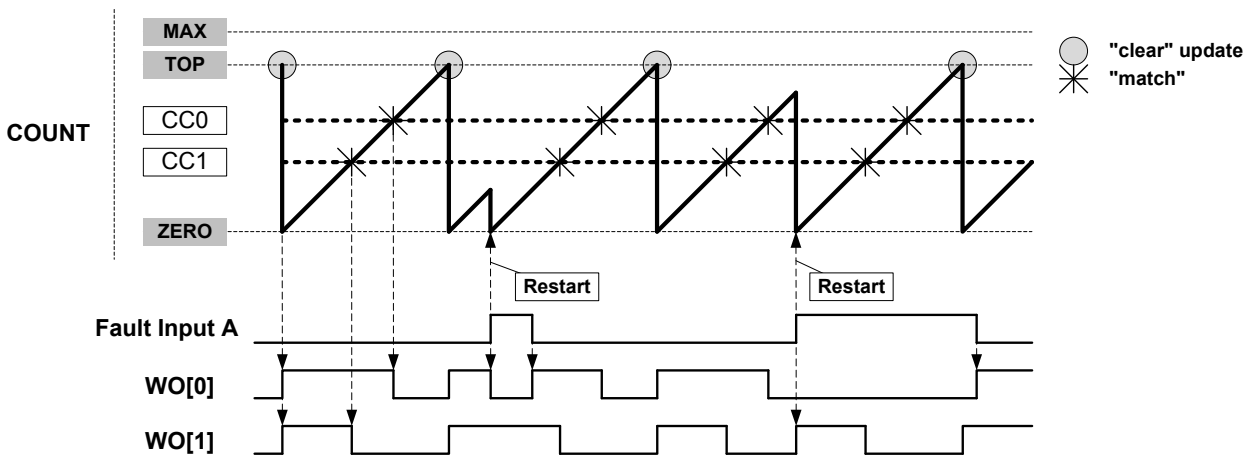 MAX
"clear" update
TOP
"match"
CC0
COUNT
CC1
ZERO
Restart
Restart
Fault Input A
WO[0]
WO[1]